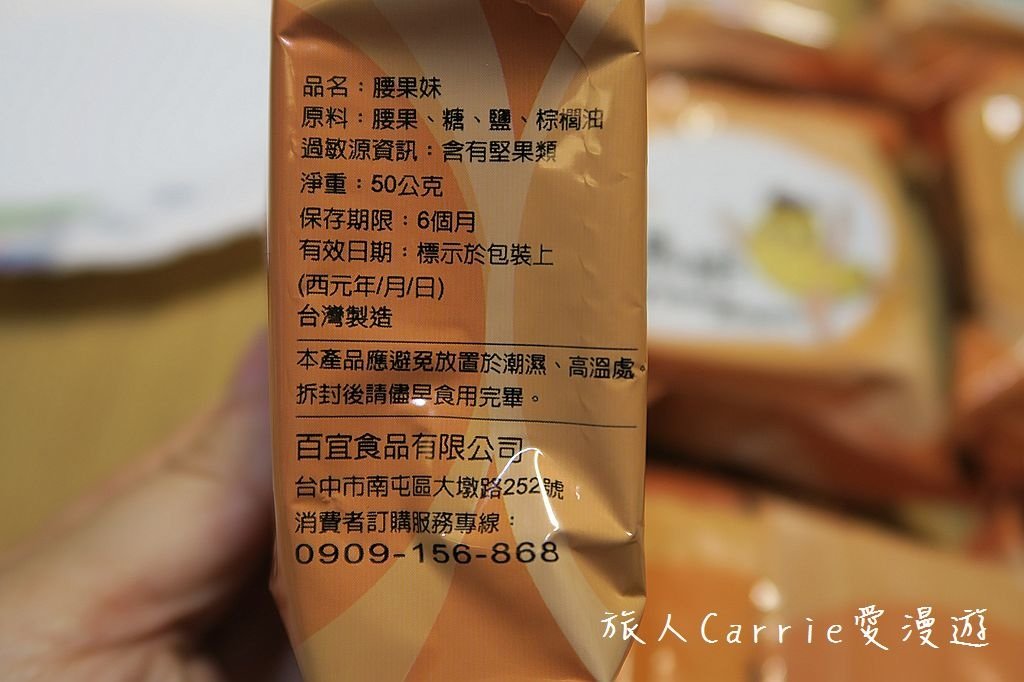 品名：腰果妹
原料：腰果、糖、鹽、棕櫚油
過敏源資訊：含有堅果類
淨重：50公克
保存期限：6個月
有效日期：標示於包裝上
(西元年/月/日)
台灣製造
本產品應避免放置於潮濕、高溫處。
拆封後請儘早食用完畢。
百宜食品有限公司
台中市南屯區大墩路252號
消費者訂購服務專線：
0909-156-868
旅人Carrie愛漫遊